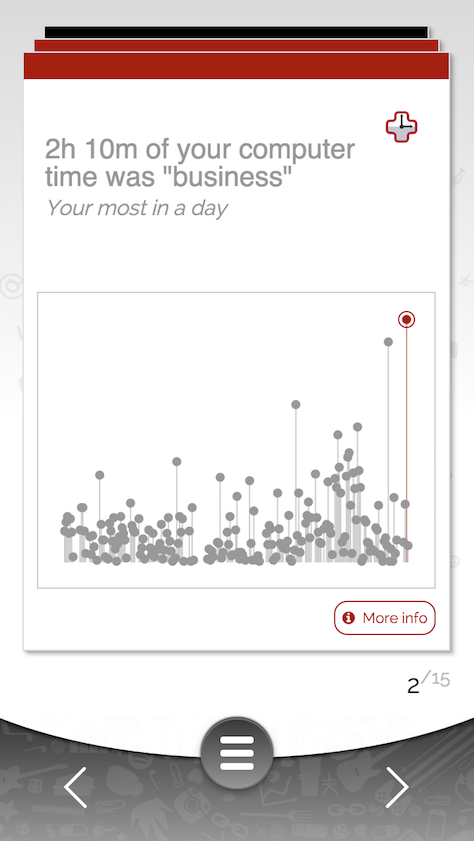 2h 10m of your computer
time was "business"
Your most in a day
More info
2/15